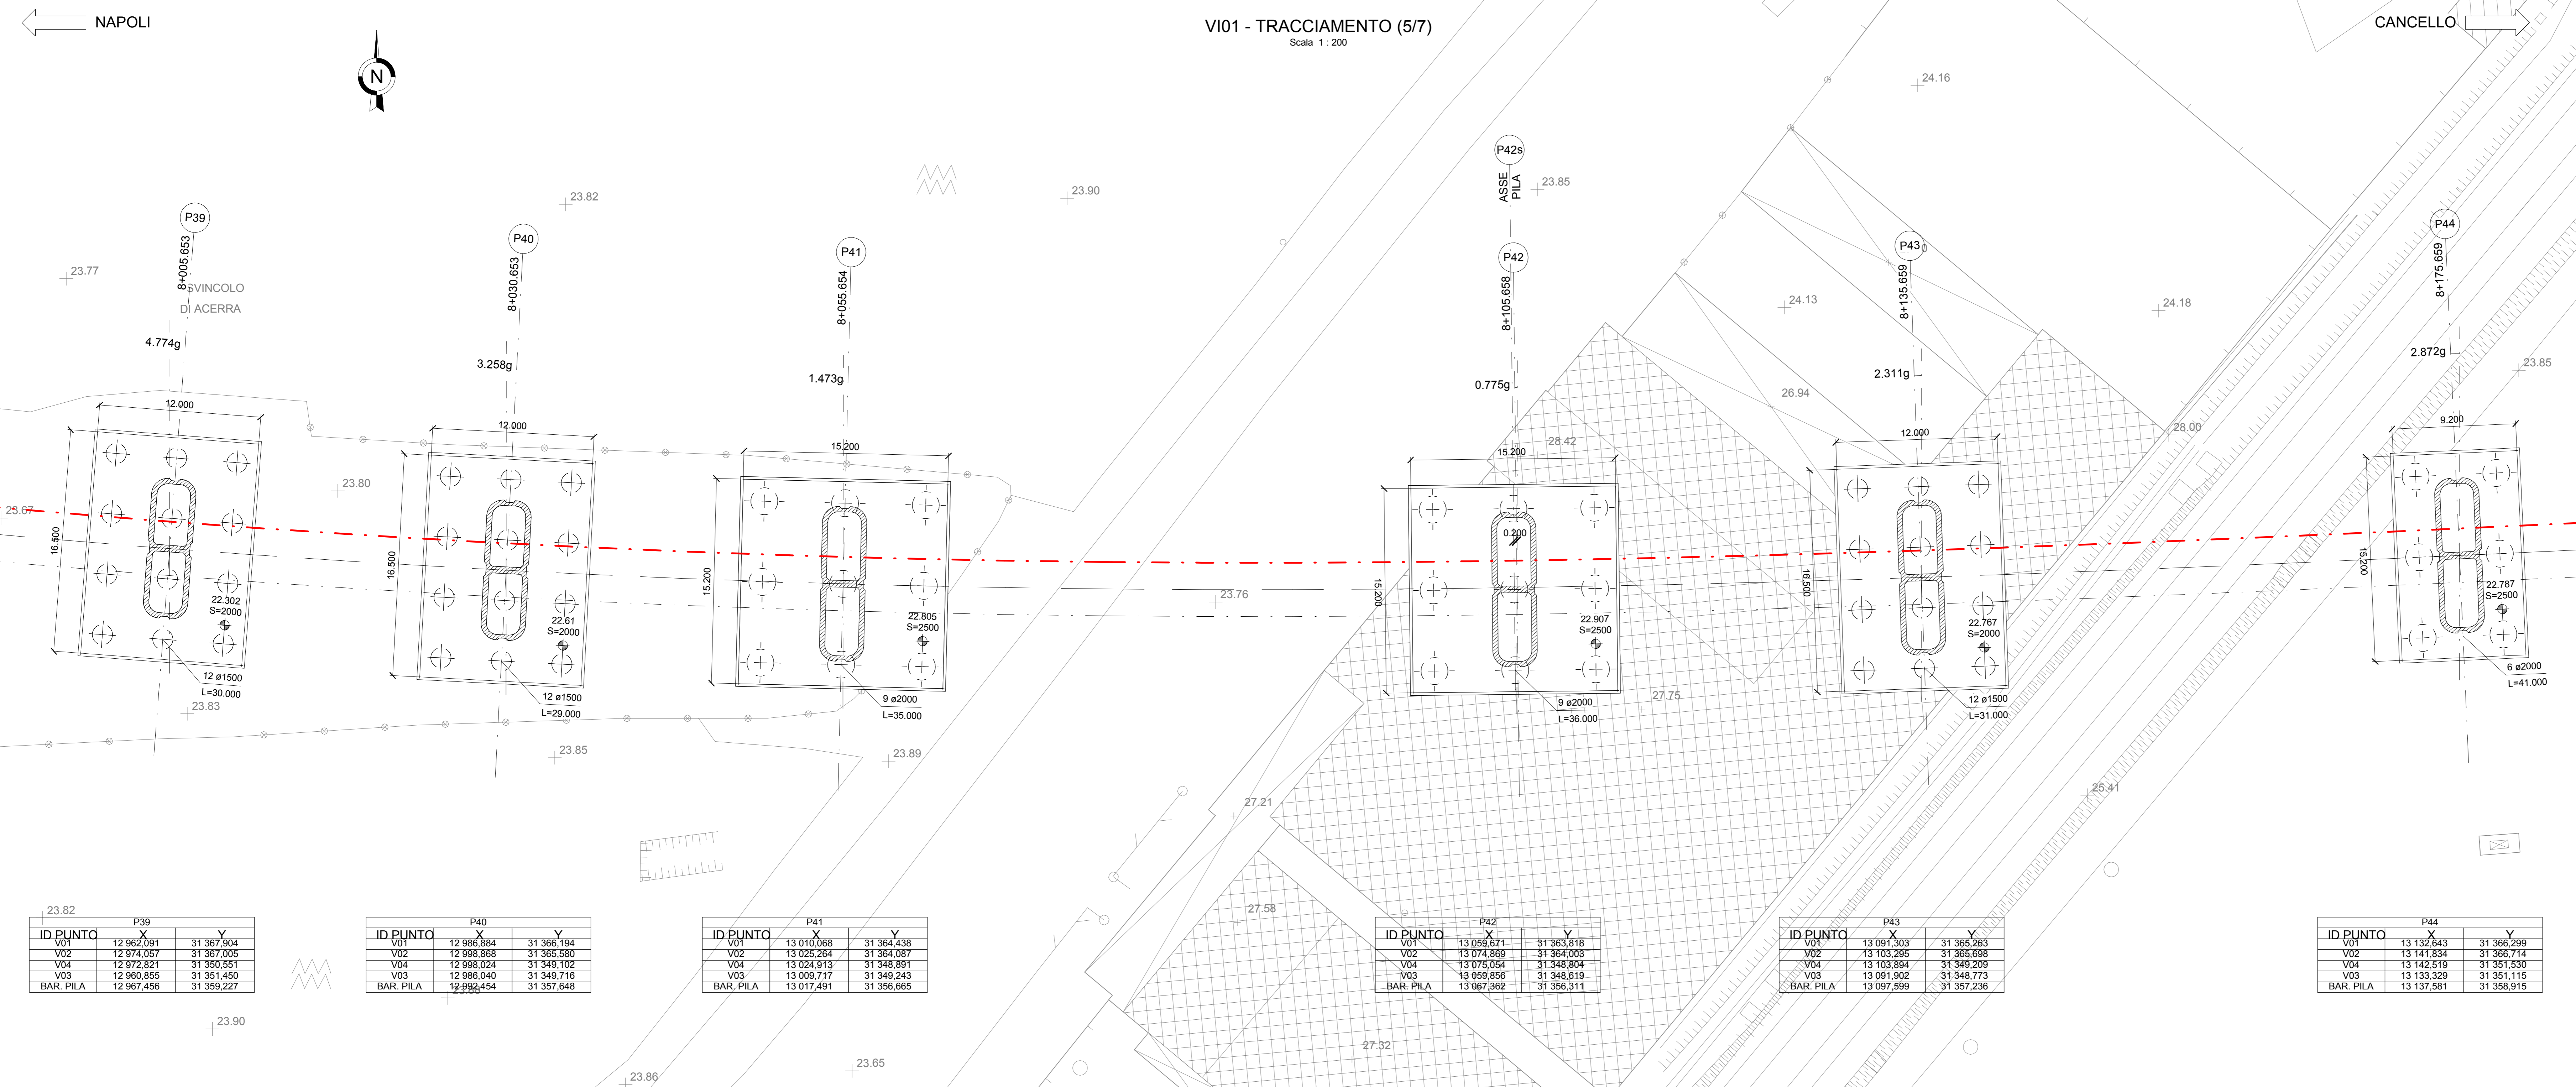 NAPOLI
VI01 - TRACCIAMENTO (5/7)
Scala 1 : 200
CANCELLO
N
24.16
P42s
ASSE
PILA
23.85
23.82
23.90
P39
8+005.653
P40
8+030.653
P41
8+055.654
P42
8+105.658
P43
8+135.659
P44
8+175.659
23.77
SVINCOLO
DI ACERRA
24.13
24.18
4.774g
3.258g
1.473g
0.775g
2.311g
2.872g
23.85
26.94
28.42
28.00
12.000
12.000
15.200
15.200
12.000
9.200
23.80
23.67
16.500
16.500
15.200
15.200
16.500
15.200
0.200
23.76
22.302
S=2000
22.61
S=2000
22.805
S=2500
22.907
S=2500
22.767
S=2000
22.787
S=2500
12 ø1500
L=30.000
12 ø1500
L=29.000
9 ø2000
L=35.000
9 ø2000
L=36.000
12 ø1500
L=31.000
6 ø2000
L=41.000
23.83
27.75
23.85
23.89
27.21
25.41
23.82
27.58
P39
ID PUNTO X Y
V01 12 962,091 31 367,904
V02 12 974,057 31 367,005
V04 12 972,821 31 350,551
V03 12 960,855 31 351,450
BAR. PILA 12 967,456 31 359,227
P40
ID PUNTO X Y
V01 12 986,884 31 366,194
V02 12 998,868 31 365,580
V04 12 998,024 31 349,102
V03 12 986,040 31 349,716
BAR. PILA 12 992,454 31 357,648
P41
ID PUNTO X Y
V01 13 010,068 31 364,438
V02 13 025,264 31 364,087
V04 13 024,913 31 348,891
V03 13 009,717 31 349,243
BAR. PILA 13 017,491 31 356,665
P42
ID PUNTO X Y
V01 13 059,671 31 363,818
V02 13 074,869 31 364,003
V04 13 075,054 31 348,804
V03 13 059,856 31 348,619
BAR. PILA 13 067,362 31 356,311
P43
ID PUNTO X Y
V01 13 091,303 31 365,263
V02 13 103,295 31 365,698
V04 13 103,894 31 349,209
V03 13 091,902 31 348,773
BAR. PILA 13 097,599 31 357,236
P44
ID PUNTO X Y
V01 13 132,643 31 366,299
V02 13 141,834 31 366,714
V04 13 142,519 31 351,530
V03 13 133,329 31 351,115
BAR. PILA 13 137,581 31 358,915
23.90
23.86
23.65
27.32